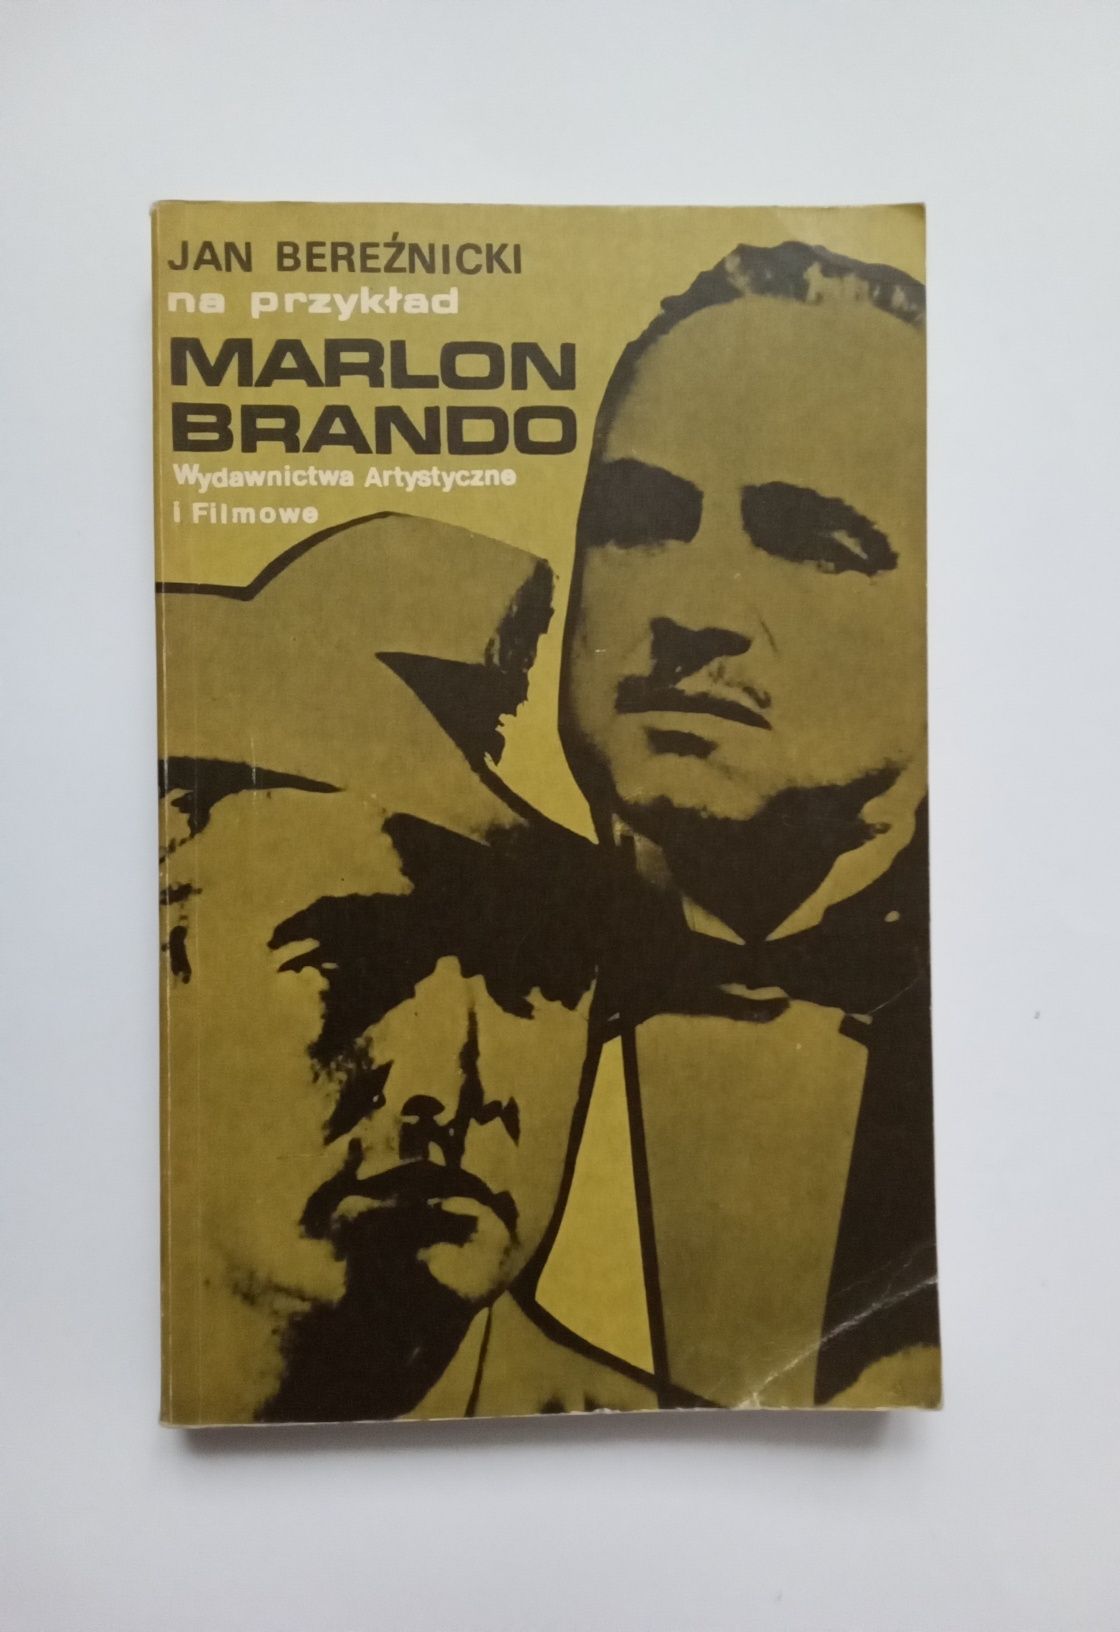 JAN BEREŹNICKI
na przykład
MARLON
BRANDO
Wydawnictwa Artystyczne
i Filmowe